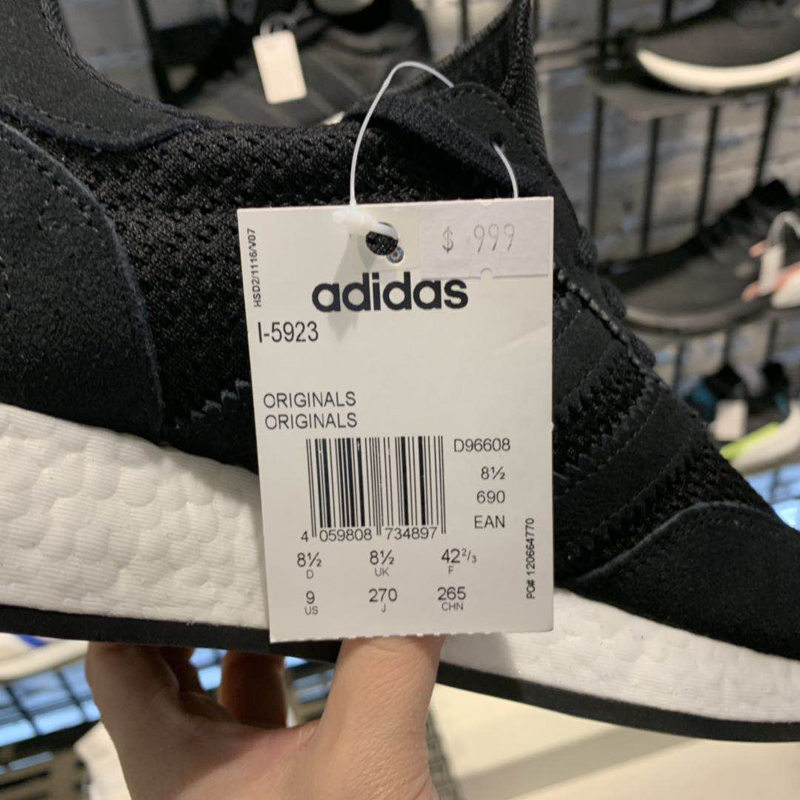 $ 999
HSD2/1116/V07
adidas
I-5923
ORIGINALS
ORIGINALS
D96608
8½
690
EAN
4 059808 734897
8½ 8½ 42²/₃
D UK F
9 270 265
US J CHN
PO# 120664770